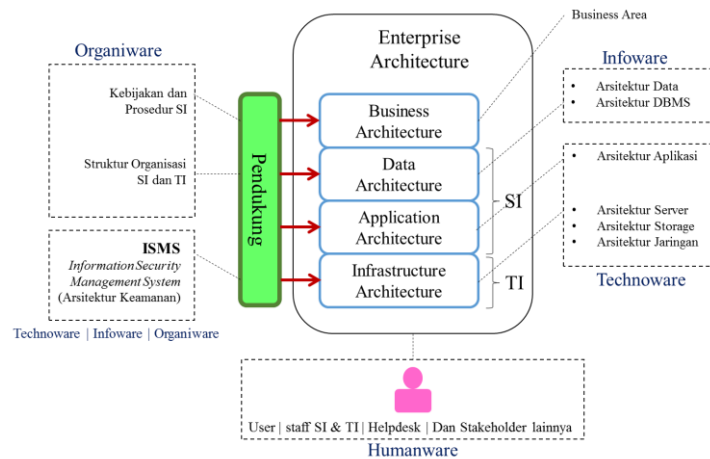 Organiware
Kebijakan dan
Prosedur SI
Struktur Organisasi
SI dan TI
ISMS
Information Security
Management System
(Arsitektur Keamanan)
Technoware | Infoware | Organiware
Pendukung
Enterprise
Architecture
Business
Architecture
Data
Architecture
Application
Architecture
Infrastructure
Architecture
SI
TI
Business Area
Infoware
• Arsitektur Data
• Arsitektur DBMS
• Arsitektur Aplikasi
• Arsitektur Server
• Arsitektur Storage
• Arsitektur Jaringan
Technoware
User | staff SI & TI | Helpdesk | Dan Stakeholder lainnya
Humanware